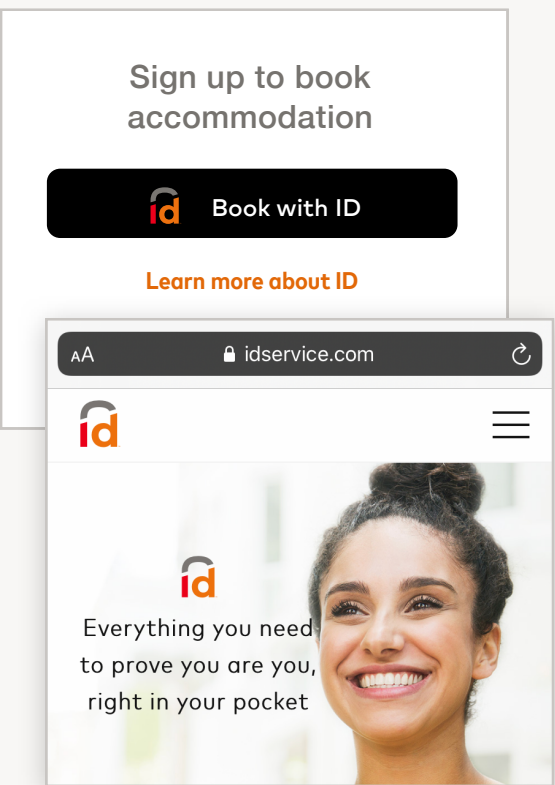 Sign up to book
accommodation
id Book with ID
Learn more about ID
AA idservice.com
id
id
Everything you need
to prove you are you,
right in your pocket